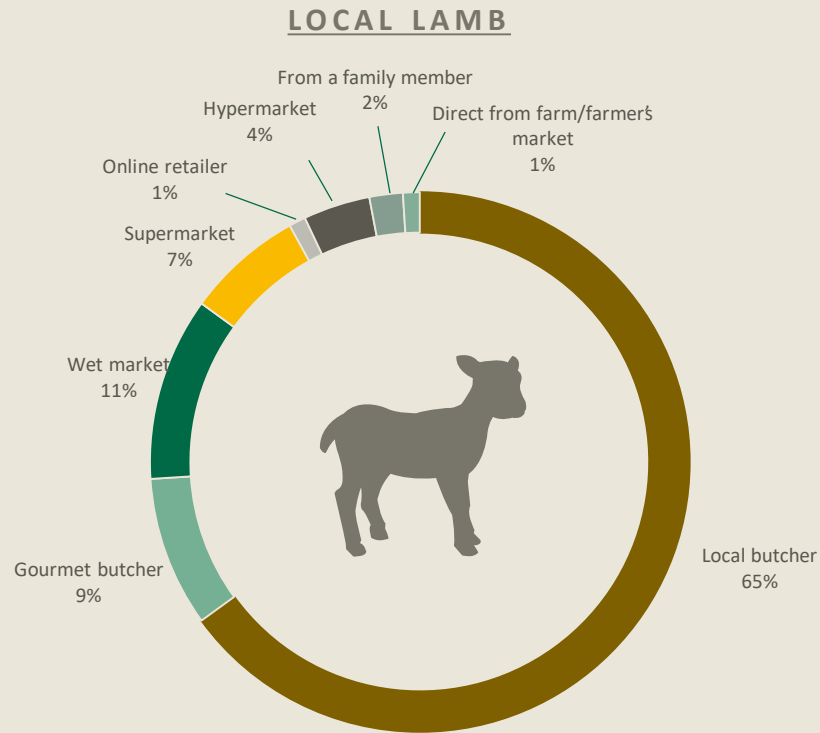 LOCAL LAMB
From a family member
2%
Hypermarket
4%
Direct from farm/farmer's
market
1%
Online retailer
1%
Supermarket
7%
Wet market
11%
Local butcher
65%
Gourmet butcher
9%